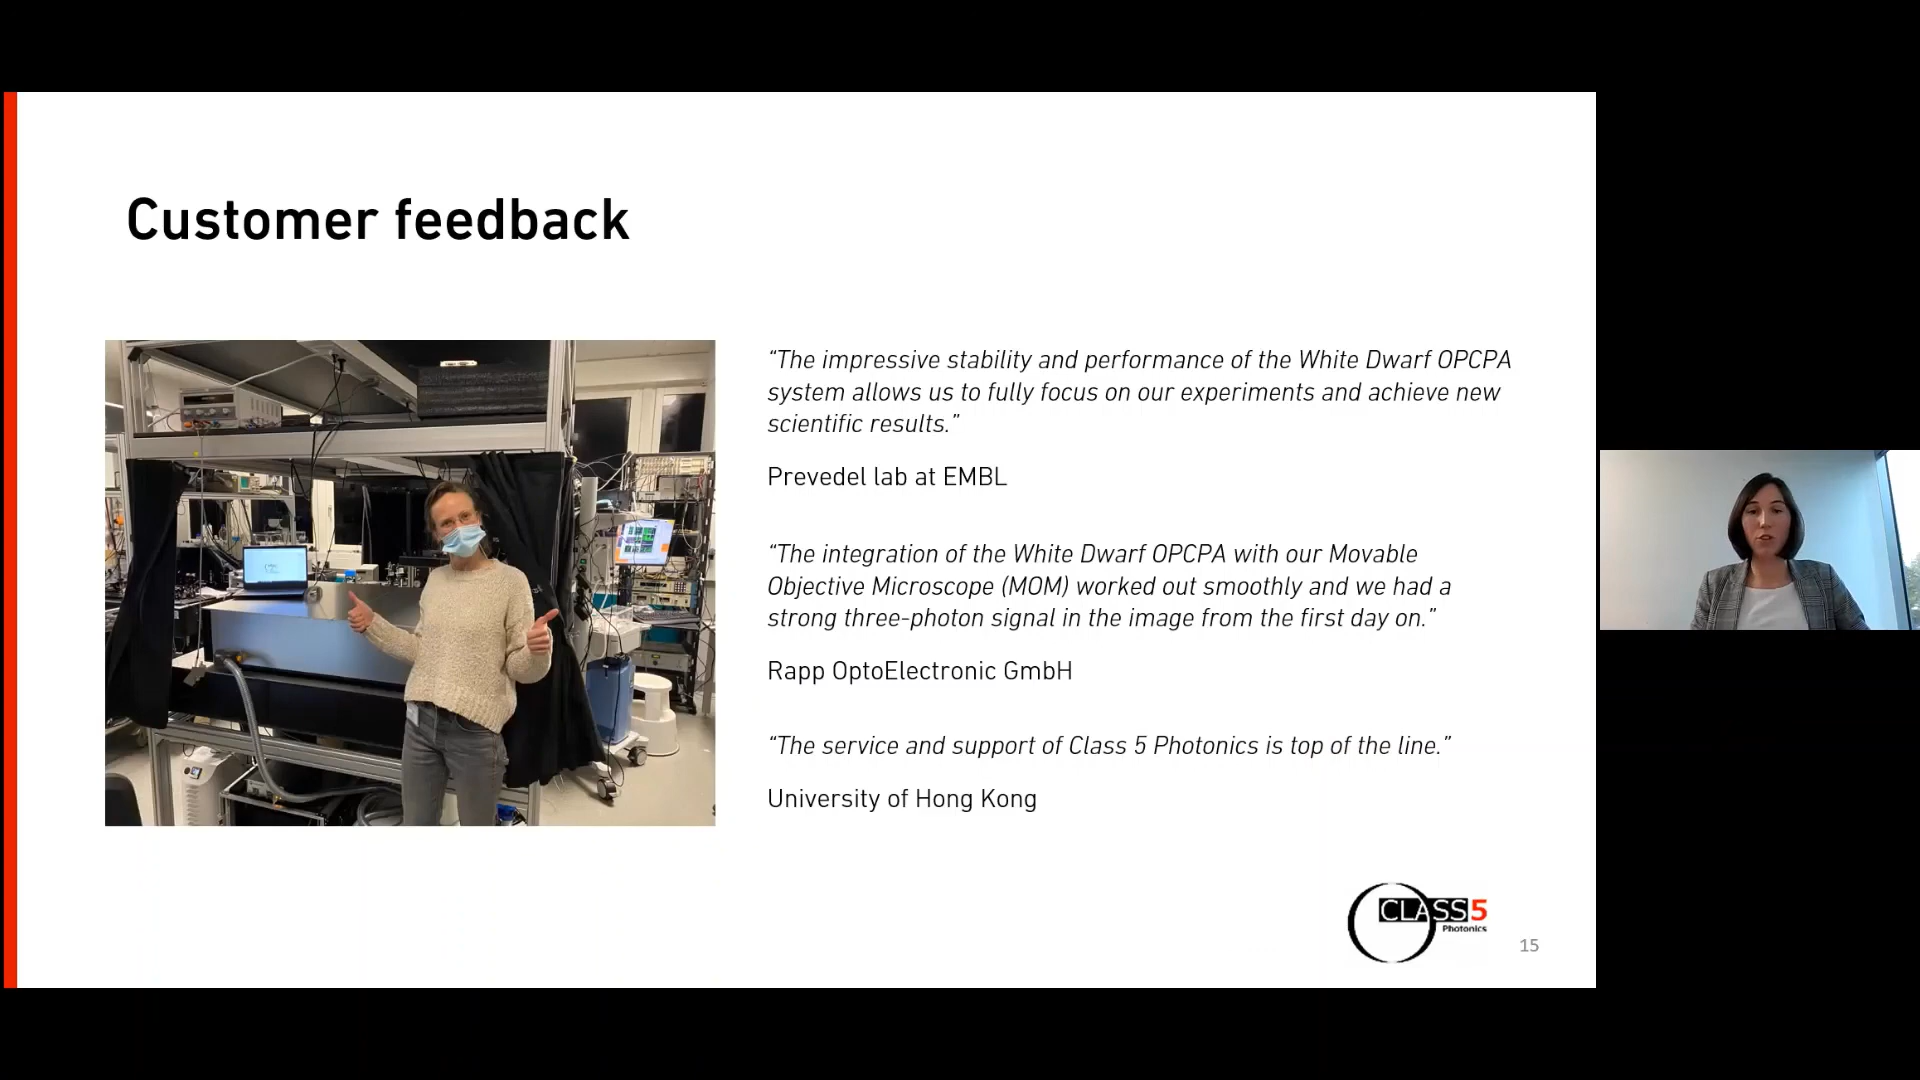 Customer feedback
“The impressive stability and performance of the White Dwarf OPCPA
system allows us to fully focus on our experiments and achieve new
scientific results.”
Prevedel lab at EMBL
“The integration of the White Dwarf OPCPA with our Movable
Objective Microscope (MOM) worked out smoothly and we had a
strong three-photon signal in the image from the first day on.”
Rapp OptoElectronic GmbH
“The service and support of Class 5 Photonics is top of the line.”
University of Hong Kong
CLASS5
Photonics
15